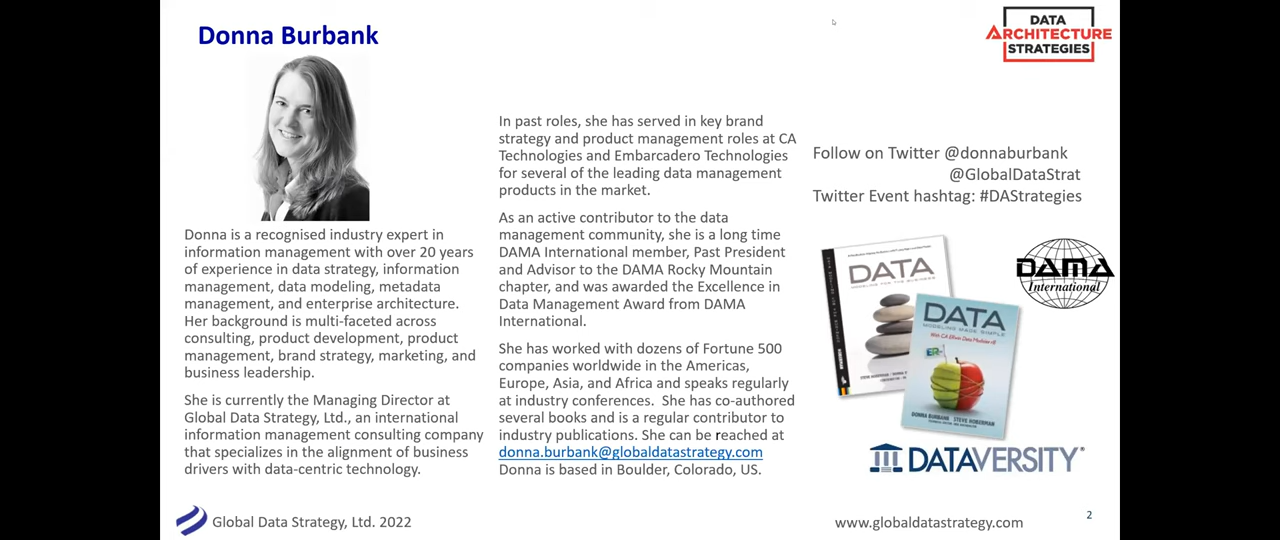 Donna Burbank
DATA
ARCHITECTURE
STRATEGIES
Donna is a recognised industry expert in
information management with over 20 years
of experience in data strategy, information
management, data modeling, metadata
management, and enterprise architecture.
Her background is multi-faceted across
consulting, product development, product
management, brand strategy, marketing, and
business leadership.
She is currently the Managing Director at
Global Data Strategy, Ltd., an international
information management consulting company
that specializes in the alignment of business
drivers with data-centric technology.
In past roles, she has served in key brand
strategy and product management roles at CA
Technologies and Embarcadero Technologies
for several of the leading data management
products in the market.
As an active contributor to the data
management community, she is a long time
DAMA International member, Past President
and Advisor to the DAMA Rocky Mountain
chapter, and was awarded the Excellence in
Data Management Award from DAMA
International.
She has worked with dozens of Fortune 500
companies worldwide in the Americas,
Europe, Asia, and Africa and speaks regularly
at industry conferences. She has co-authored
several books and is a regular contributor to
industry publications. She can be reached at
donna.burbank@globaldatastrategy.com
Donna is based in Boulder, Colorado, US.
Follow on Twitter @donnaburbank
@GlobalDataStrat
Twitter Event hashtag: #DAStrategies
DATA
MODELING FOR THE BUSINESS
DATA
MODELING MADE SIMPLE
With CA ERwin Data Modeler r8
DONNA BURBANK STEVE HOBERMAN
DAMA
International
DATAVERSITY
Global Data Strategy, Ltd. 2022
www.globaldatastrategy.com
2